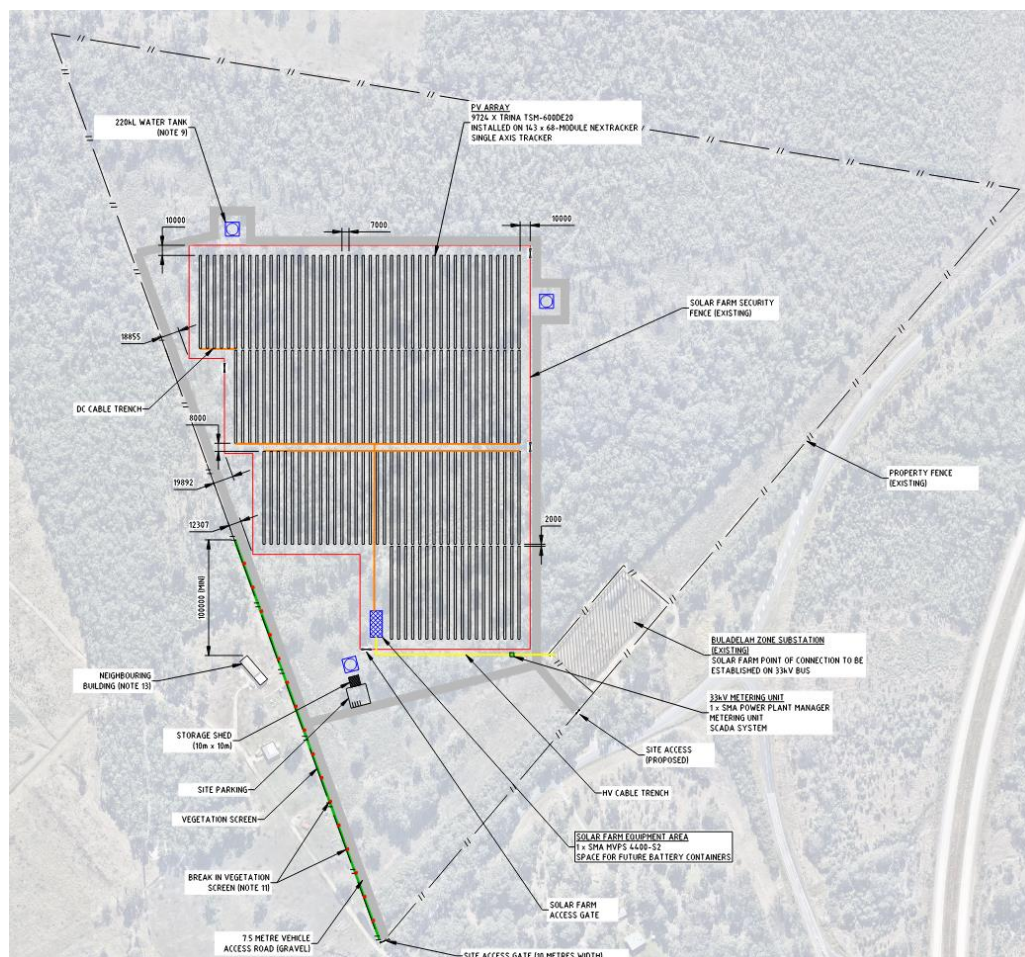 PV ARRAY
9724 X TRINA TSM-600DE20
INSTALLED ON 143 x 68-MODULE NEXTRACKER
SINGLE AXIS TRACKER
220kL WATER TANK
(NOTE 9)
10000
7000
10000
SOLAR FARM SECURITY
FENCE (EXISTING)
18855
DC CABLE TRENCH
8000
PROPERTY FENCE
(EXISTING)
19892
12307
2000
100000 (MIN)
BULADELAH ZONE SUBSTATION
(EXISTING)
SOLAR FARM POINT OF CONNECTION TO BE
ESTABLISHED ON 33kV BUS
NEIGHBOURING
BUILDING (NOTE 13)
33kV METERING UNIT
1 x SMA POWER PLANT MANAGER
METERING UNIT
SCADA SYSTEM
STORAGE SHED
(10m x 10m)
SITE ACCESS
(PROPOSED)
SITE PARKING
HV CABLE TRENCH
VEGETATION SCREEN
SOLAR FARM EQUIPMENT AREA
1 x SMA MVPS 4400-S2
SPACE FOR FUTURE BATTERY CONTAINERS
BREAK IN VEGETATION
SCREEN (NOTE 11)
SOLAR FARM
ACCESS GATE
7.5 METRE VEHICLE
ACCESS ROAD (GRAVEL)
SITE ACCESS GATE (10 METRES WIDTH)